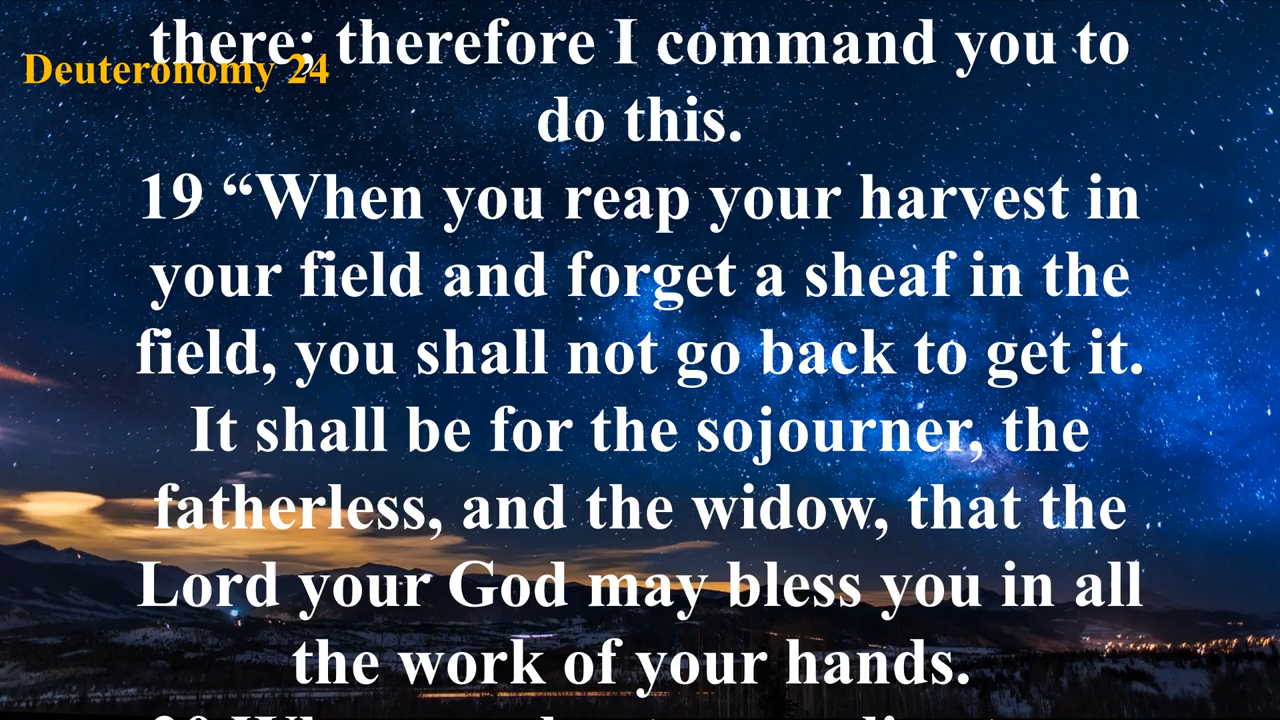 there; therefore I command you to
Deuteronomy 24
do this.
19 “When you reap your harvest in
your field and forget a sheaf in the
field, you shall not go back to get it.
It shall be for the sojourner, the
fatherless, and the widow, that the
Lord your God may bless you in all
the work of your hands.